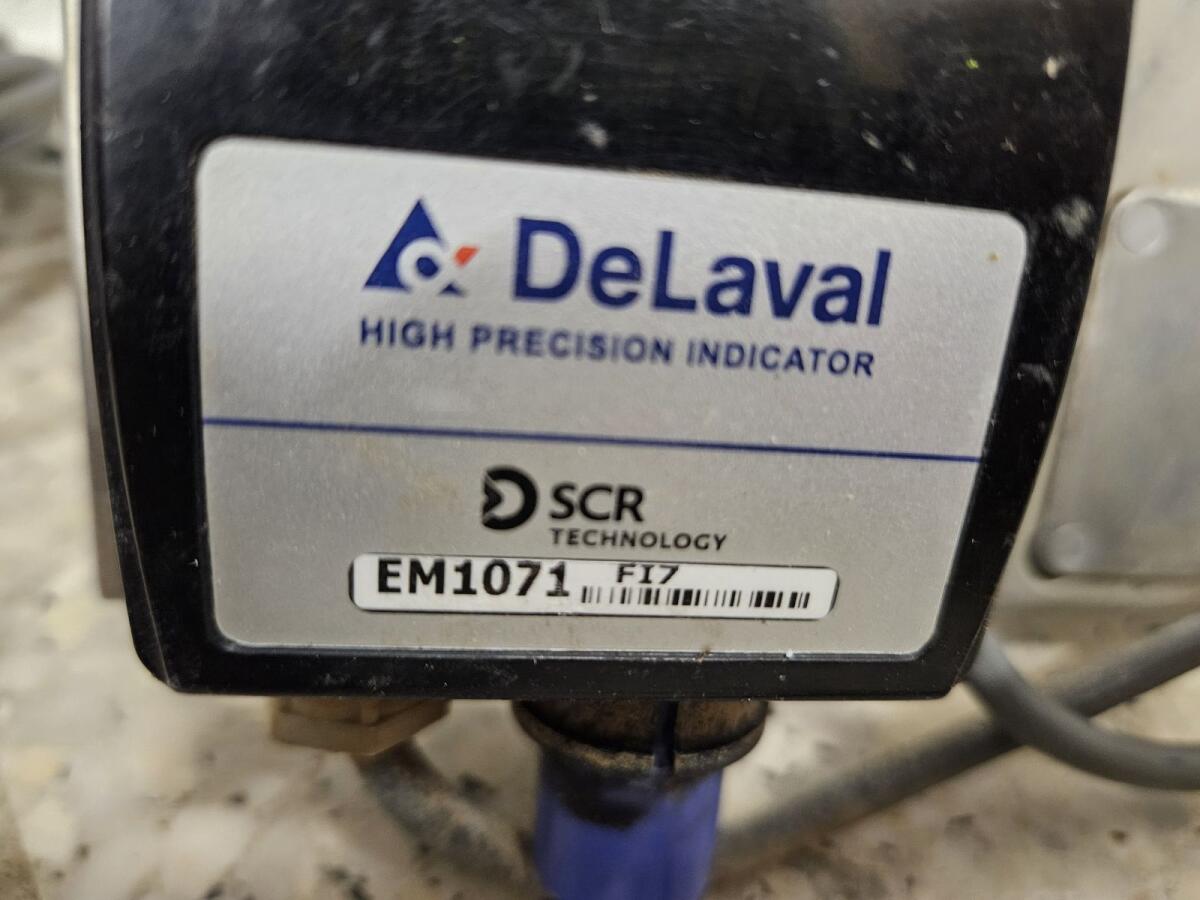 DeLaval
HIGH PRECISION INDICATOR
SCR
TECHNOLOGY
EM1071 FI7